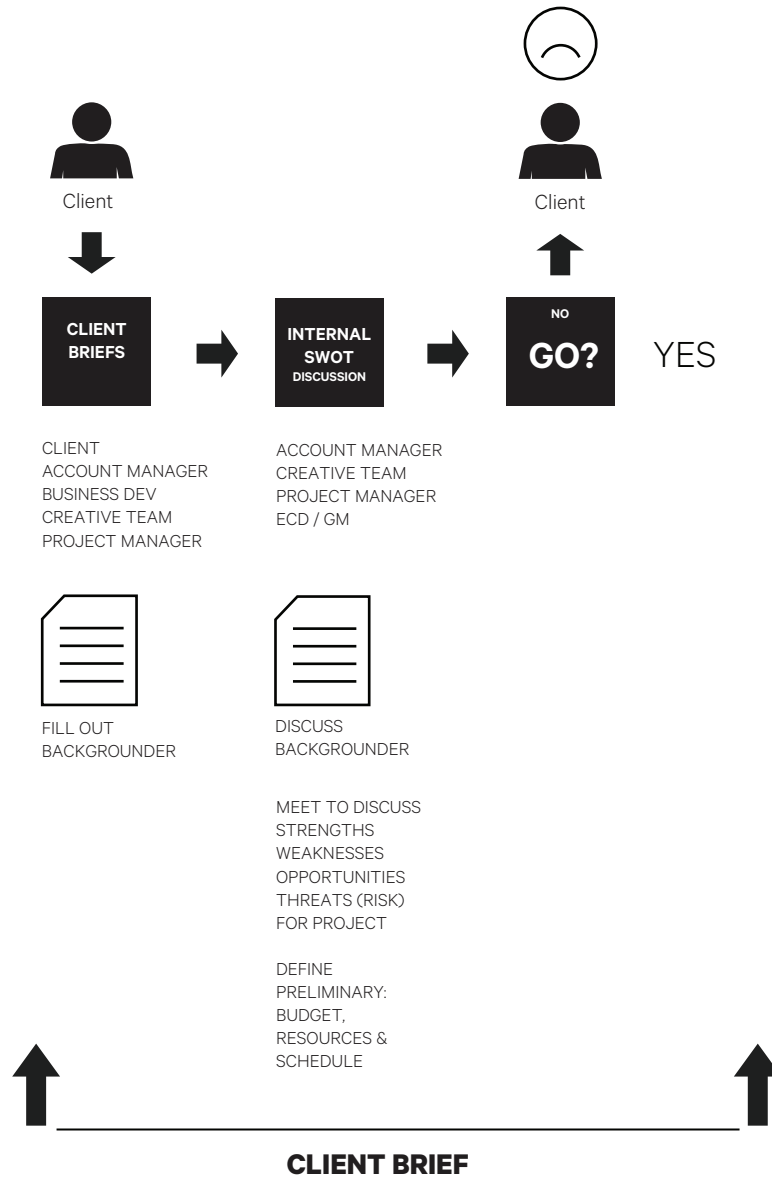 Client
Client
CLIENT
BRIEFS
INTERNAL
SWOT
DISCUSSION
NO
GO?
YES
CLIENT
ACCOUNT MANAGER
BUSINESS DEV
CREATIVE TEAM
PROJECT MANAGER
ACCOUNT MANAGER
CREATIVE TEAM
PROJECT MANAGER
ECD / GM
FILL OUT
BACKGROUNDER
DISCUSS
BACKGROUNDER
MEET TO DISCUSS
STRENGTHS
WEAKNESSES
OPPORTUNITIES
THREATS (RISK)
FOR PROJECT
DEFINE
PRELIMINARY:
BUDGET,
RESOURCES &
SCHEDULE
CLIENT BRIEF